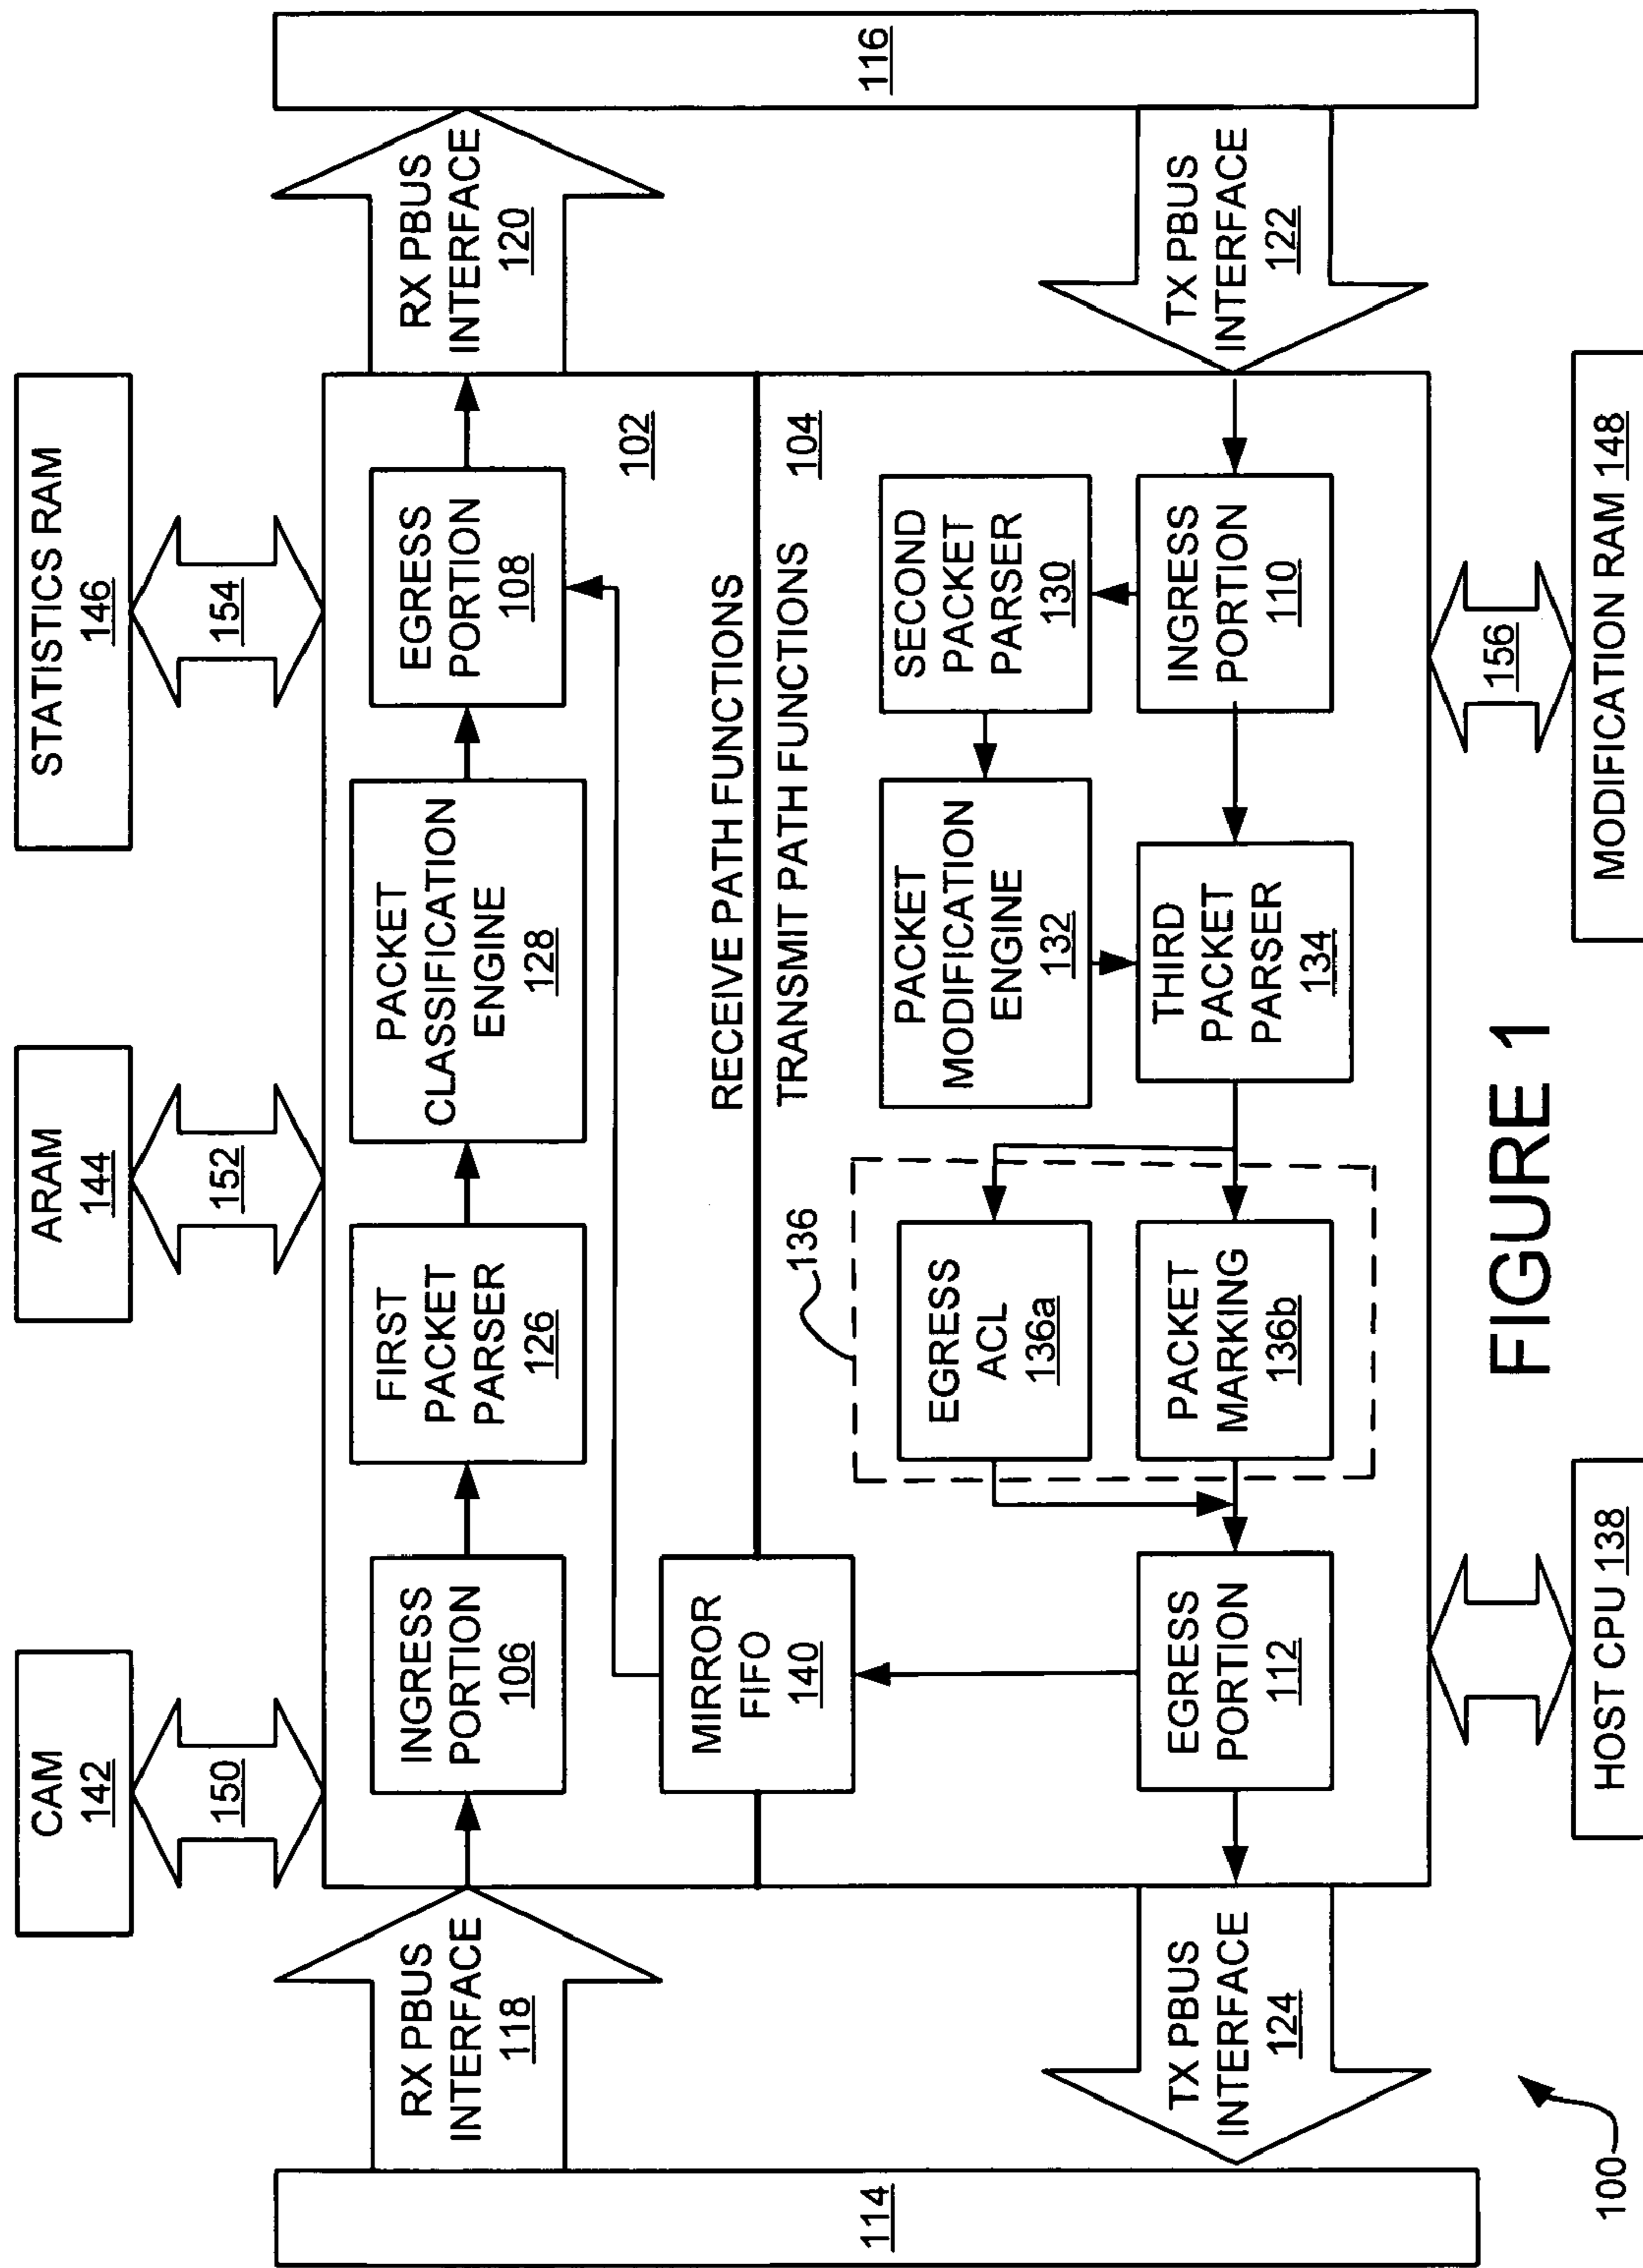 CAM
142
ARAM
144
STATISTICS RAM
146
150
152
154
RX PBUS
INTERFACE
118
INGRESS
PORTION
106
FIRST
PACKET
PARSER
126
PACKET
CLASSIFICATION
ENGINE
128
EGRESS
PORTION
108
RX PBUS
INTERFACE
120
102
114
116
MIRROR
FIFO
140
RECEIVE PATH FUNCTIONS
TRANSMIT PATH FUNCTIONS
104
136
EGRESS
ACL
136a
PACKET
MODIFICATION
ENGINE
132
SECOND
PACKET
PARSER
130
TX PBUS
INTERFACE
124
EGRESS
PORTION
112
PACKET
MARKING
136b
THIRD
PACKET
PARSER
134
INGRESS
PORTION
110
TX PBUS
INTERFACE
122
156
100
HOST CPU 138
MODIFICATION RAM 148
FIGURE 1